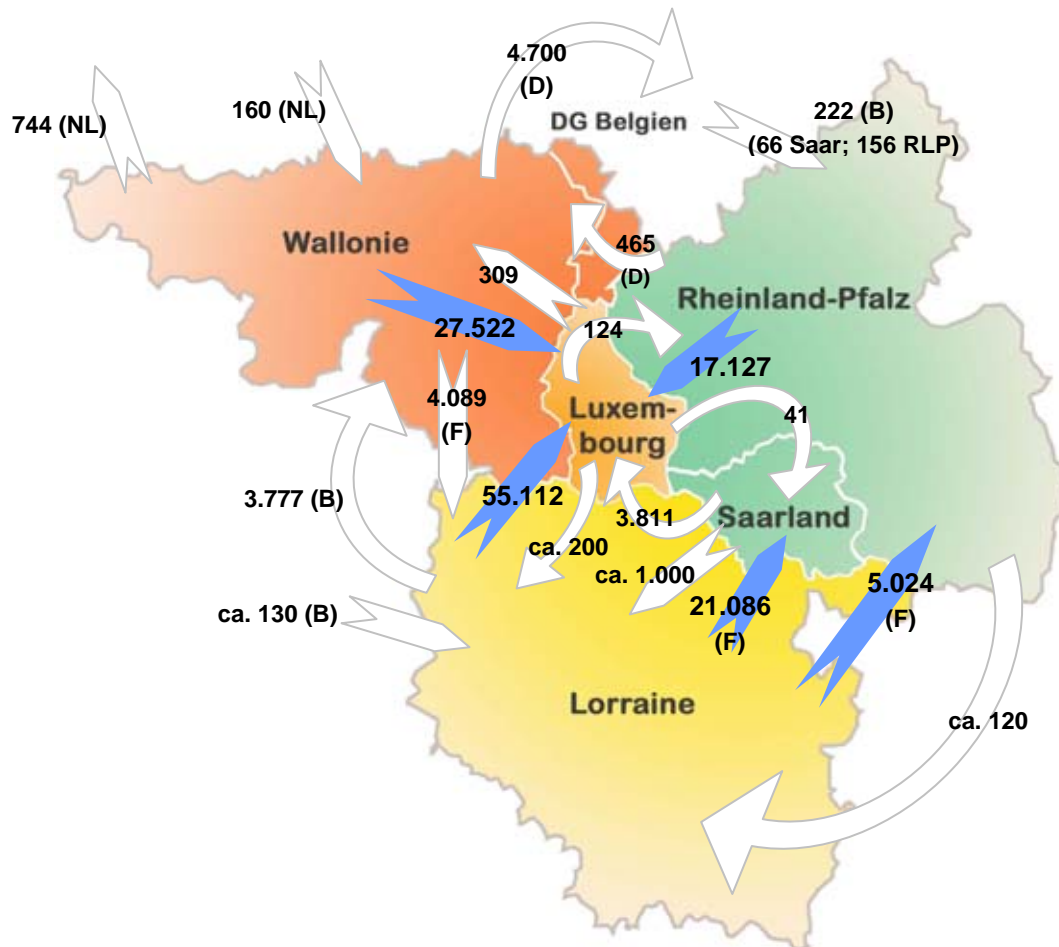 4.700
(D)
744 (NL)
160 (NL)
DG Belgien
222 (B)
(66 Saar; 156 RLP)
Wallonie
465
(D)
309
Rheinland-Pfalz
27.522
124
17.127
4.089
(F)
Luxem-
bourg
41
3.777 (B)
55.112
3.811
Saarland
ca. 200
ca. 1.000
21.086
(F)
5.024
(F)
ca. 130 (B)
Lorraine
ca. 120